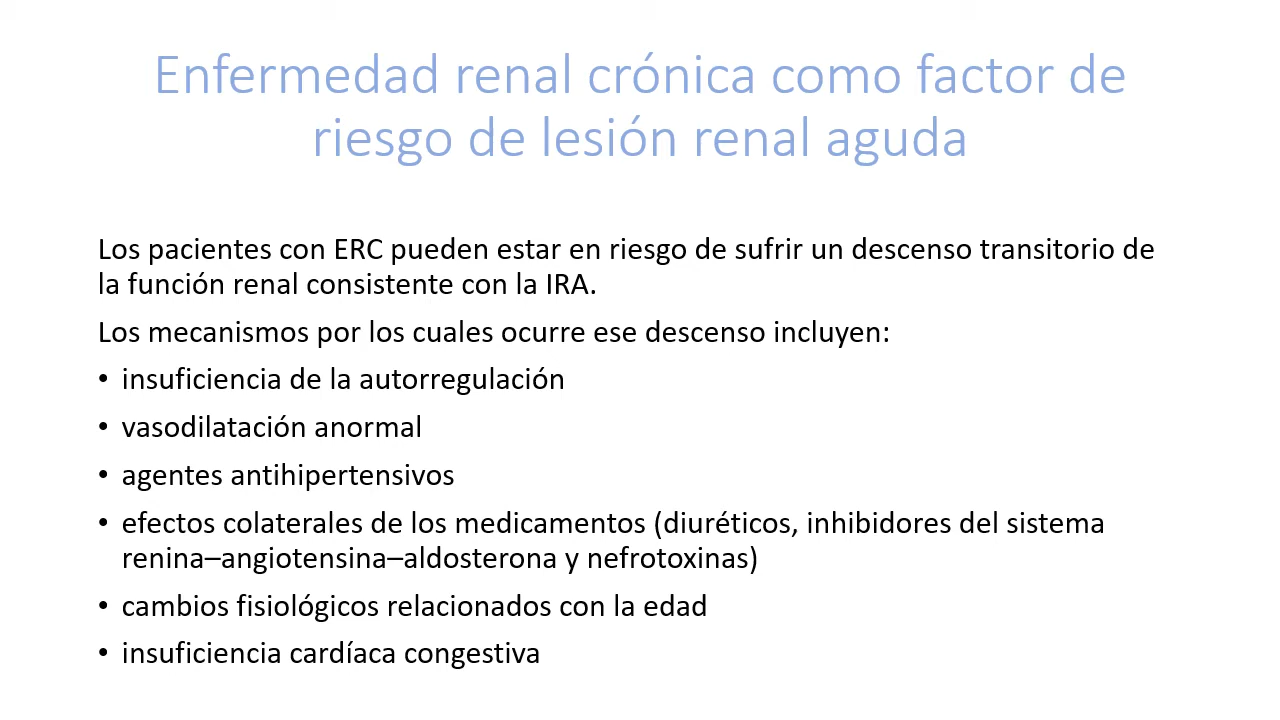 Enfermedad renal crónica como factor de
riesgo de lesión renal aguda
Los pacientes con ERC pueden estar en riesgo de sufrir un descenso transitorio de
la función renal consistente con la IRA.
Los mecanismos por los cuales ocurre ese descenso incluyen:
• insuficiencia de la autorregulación
• vasodilatación anormal
• agentes antihipertensivos
• efectos colaterales de los medicamentos (diuréticos, inhibidores del sistema
renina–angiotensina–aldosterona y nefrotoxinas)
• cambios fisiológicos relacionados con la edad
• insuficiencia cardíaca congestiva